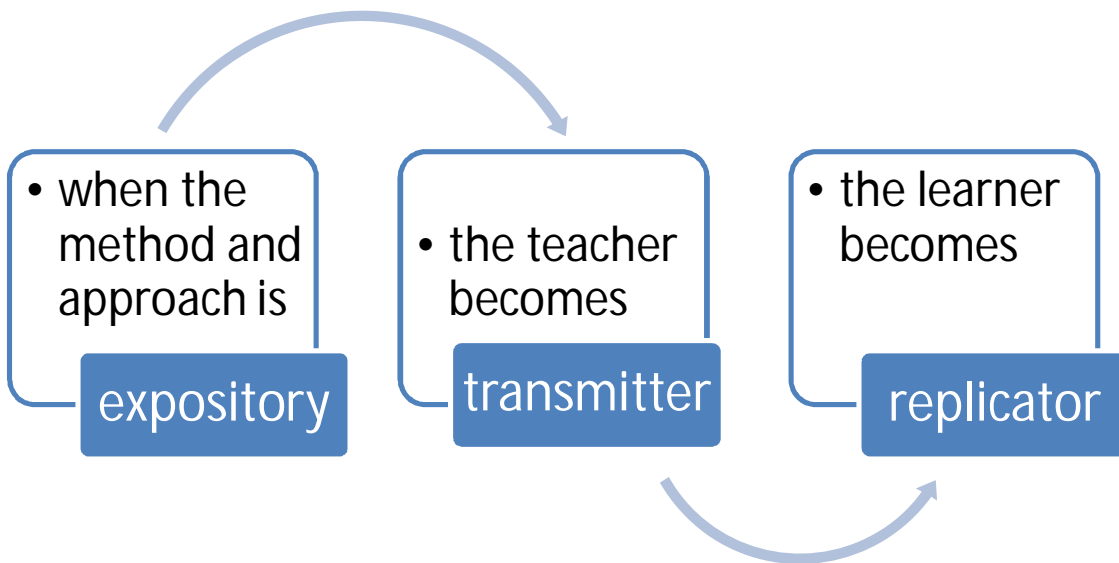 • when the
method and
approach is
expository
• the teacher
becomes
transmitter
• the learner
becomes
replicator